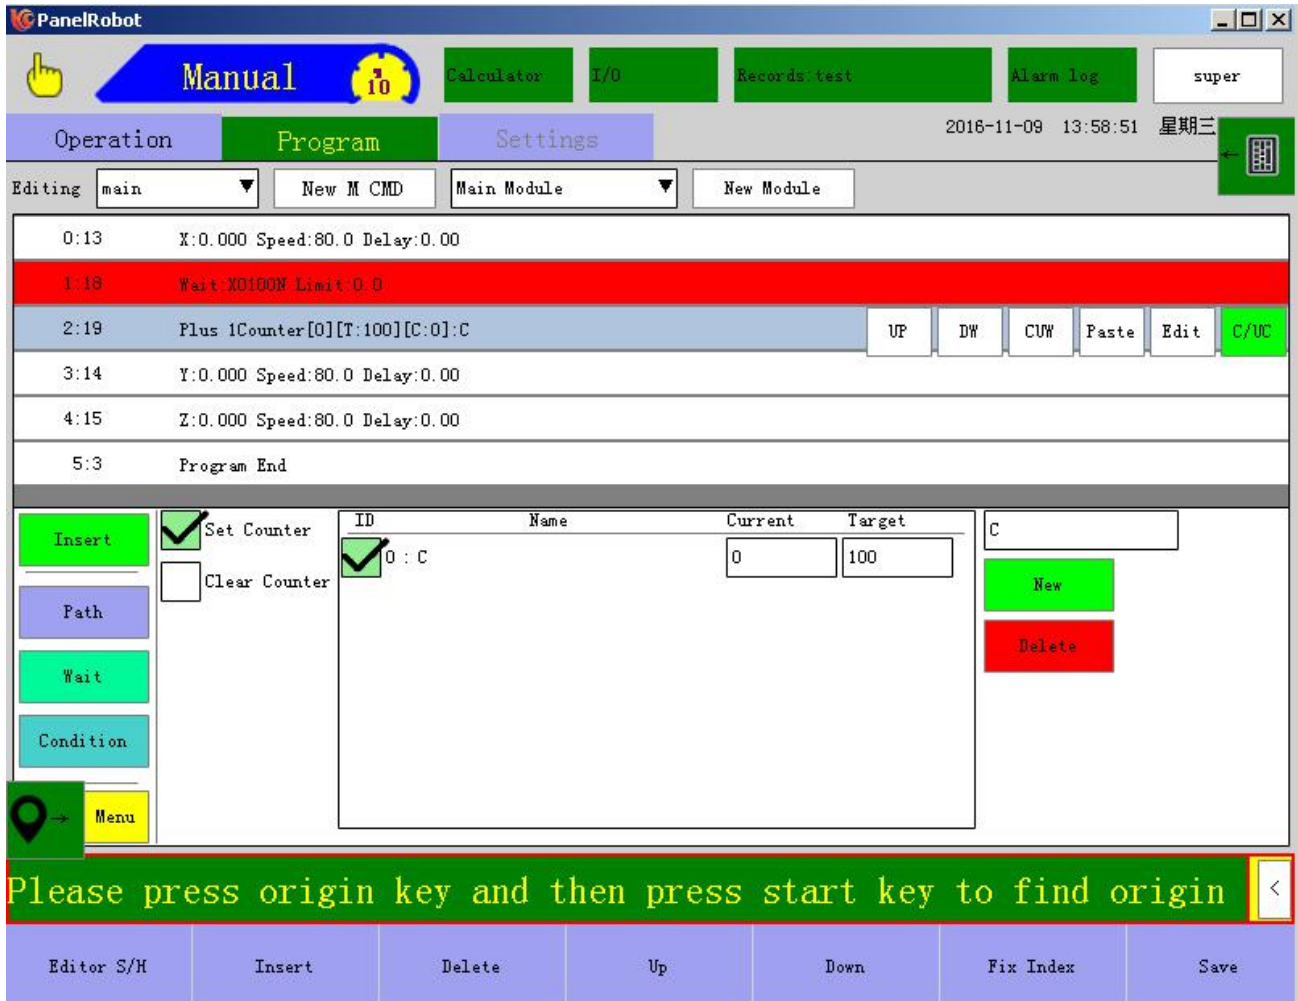 PanelRobot
Manual 10 Calculator I/O Records:test Alarm log super
Operation Program Settings 2016-11-09 13:58:51 星期三
Editing main New M CMD Main Module New Module
0:13 X:0.000 Speed:80.0 Delay:0.00
1:18 Wait:X0100N Limit:0.0
2:19 Plus 1Counter[0][T:100][C:0]:C UP DW CUW Paste Edit C/UC
3:14 Y:0.000 Speed:80.0 Delay:0.00
4:15 Z:0.000 Speed:80.0 Delay:0.00
5:3 Program End
Insert Set Counter ID Name Current Target C
Clear Counter 0 : C 0 100 New
Path
Delete
Wait
Condition
→ Menu
Please press origin key and then press start key to find origin <
Editor S/H Insert Delete Up Down Fix Index Save